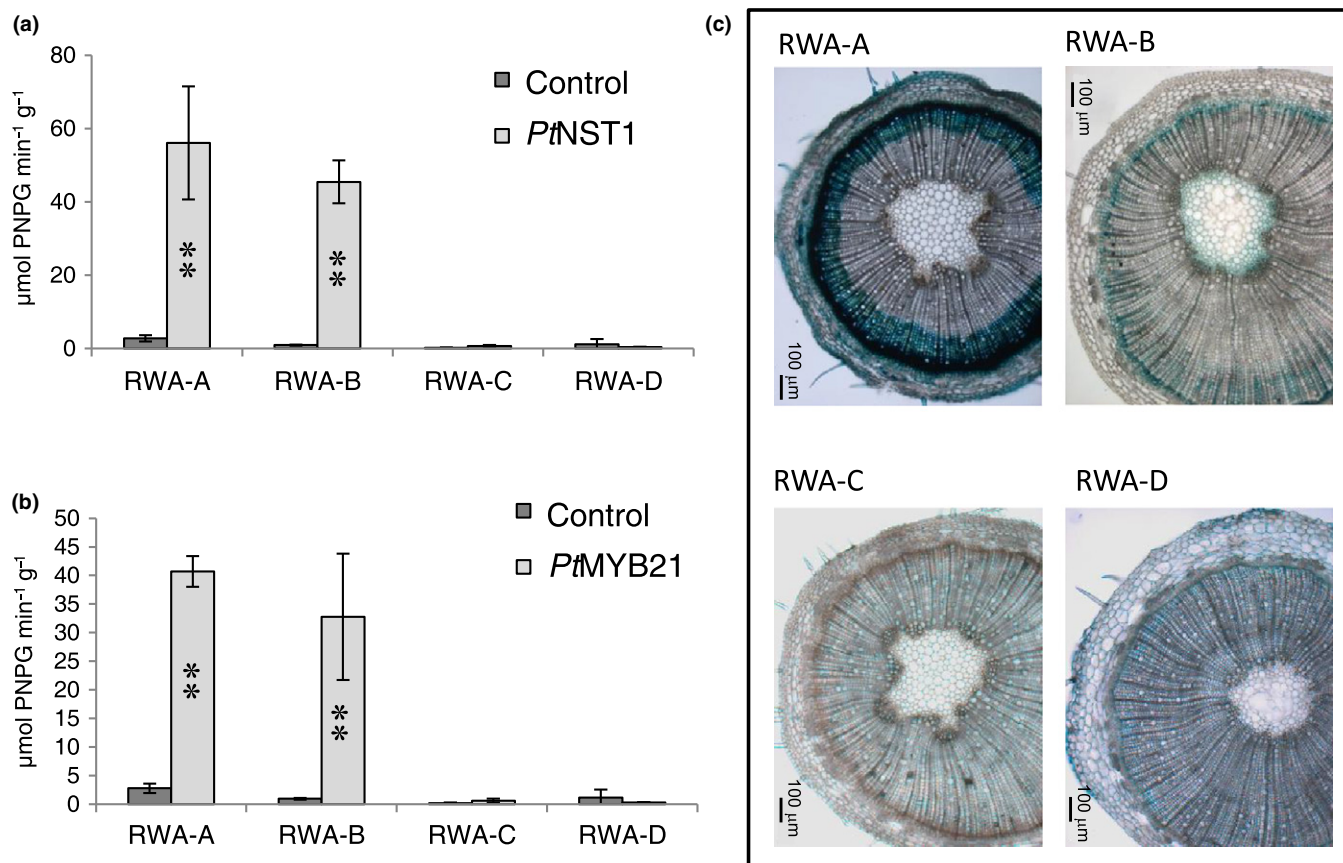 (a)
80
60
40
20
0
µmol PNPG min⁻¹ g⁻¹
Control
PtNST1
**
**
RWA-A RWA-B RWA-C RWA-D
(b)
50
45
40
35
30
25
20
15
10
5
0
µmol PNPG min⁻¹ g⁻¹
Control
PtMYB21
**
**
RWA-A RWA-B RWA-C RWA-D
(c)
RWA-A
100 µm
RWA-B
100 µm
RWA-C
100 µm
RWA-D
100 µm